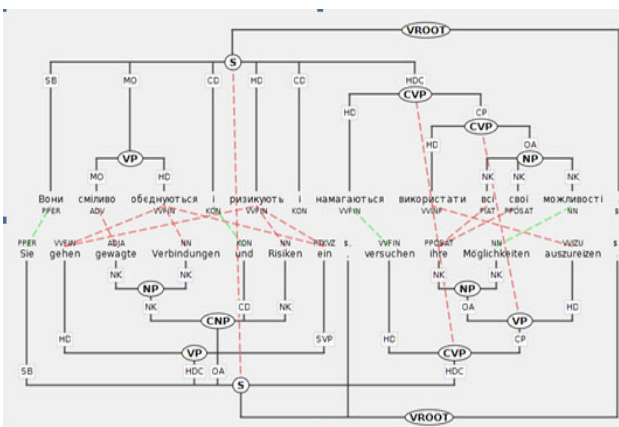 VROOT
S
SB MO CD HD CD HDC
CVP
HD CP
CVP
HD OA
VP NP
MO HD NK NK NK
Вони сміливо обєднуються і ризикують і намагаються використати всі свої можливості $
PPER ADV VVFIN KON VVFIN KON VVFIN VVINF PIAT PPOSAT NN
PPER VVFIN ADJA NN KON NN PTKVZ $, VVFIN PPOSAT NN VVIZU $
Sie gehen gewagte Verbindungen und Risiken ein , versuchen ihre Möglichkeiten auszureizen .
NK NK NK NK
NP NP
NK CD NK OA HD
CNP VP
HD SVP HD CP
VP CVP
SB HDC OA HDC
S
VROOT